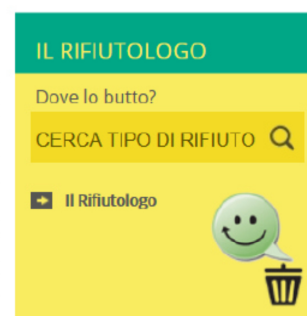 IL RIFIUTOLOGO
Dove lo butto?
CERCA TIPO DI RIFIUTO
Il Rifiutologo